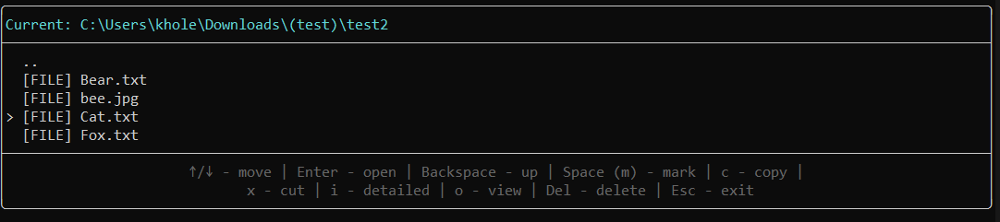 Current: C:\Users\khole\Downloads\(test)\test2
..
[FILE] Bear.txt
[FILE] bee.jpg
> [FILE] Cat.txt
[FILE] Fox.txt
↑/↓ - move | Enter - open | Backspace - up | Space (m) - mark | c - copy |
x - cut | i - detailed | o - view | Del - delete | Esc - exit